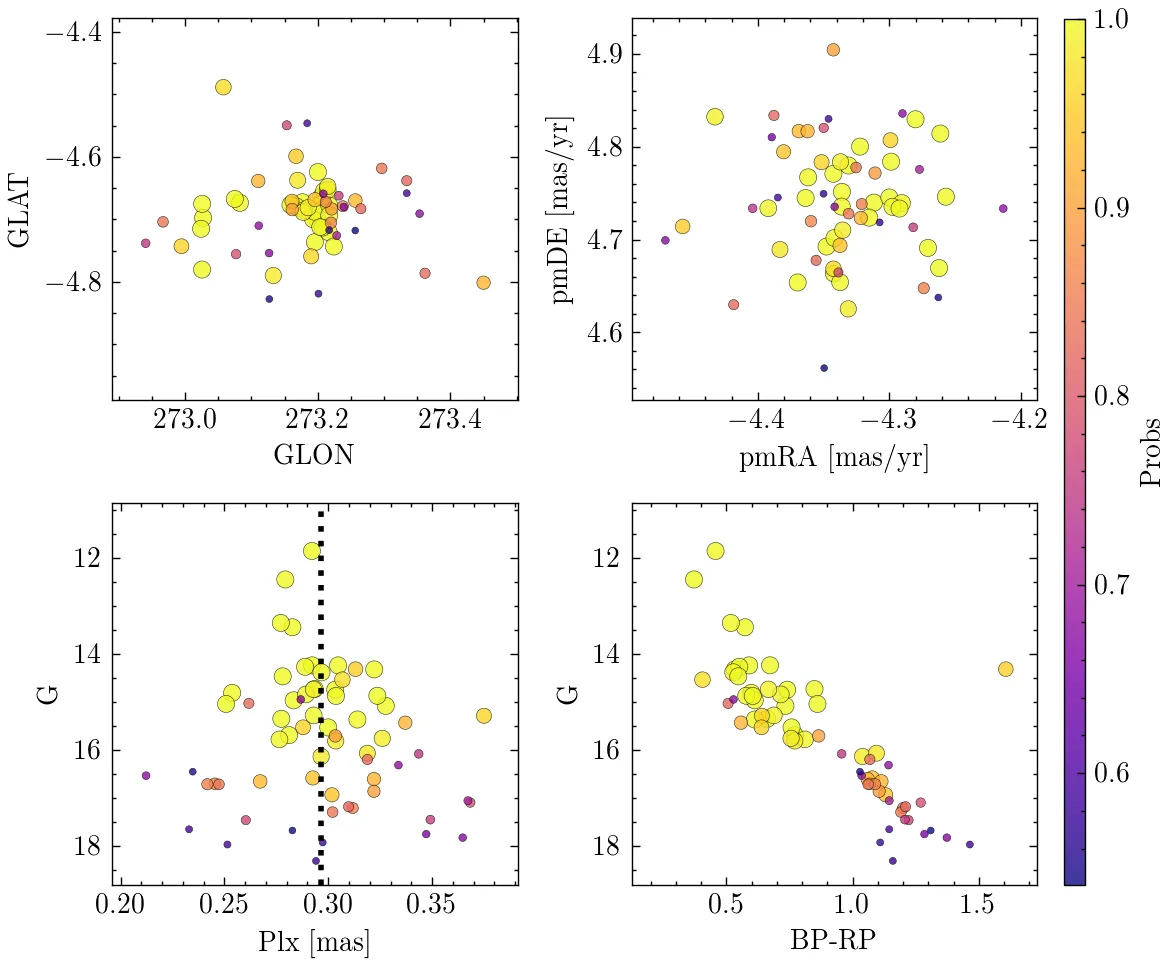 −4.4
−4.6
−4.8
GLAT
273.0 273.2 273.4
GLON
4.9
4.8
4.7
4.6
pmDE [mas/yr]
−4.4 −4.3 −4.2
pmRA [mas/yr]
12
14
16
18
G
0.20 0.25 0.30 0.35
Plx [mas]
12
14
16
18
G
0.5 1.0 1.5
BP-RP
1.0
0.9
0.8
0.7
0.6
Probs